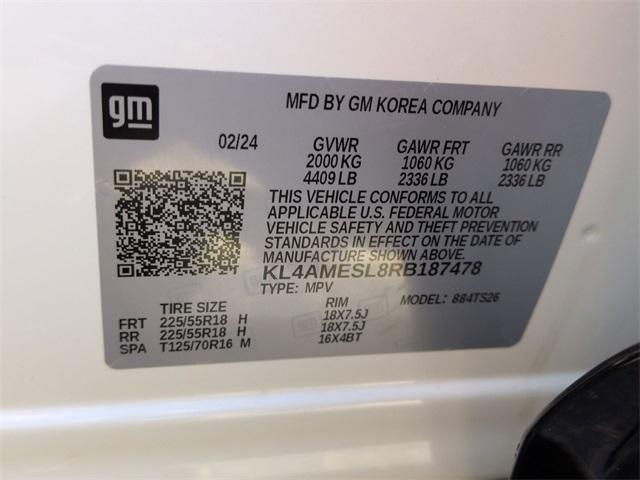 gm
MFD BY GM KOREA COMPANY
02/24 GVWR GAWR FRT GAWR RR
2000 KG 1060 KG 1060 KG
4409 LB 2336 LB 2336 LB
THIS VEHICLE CONFORMS TO ALL
APPLICABLE U.S. FEDERAL MOTOR
VEHICLE SAFETY AND THEFT PREVENTION
STANDARDS IN EFFECT ON THE DATE OF
MANUFACTURE SHOWN ABOVE.
KL4AMESL8RB187478
TYPE: MPV MODEL: 884TS26
TIRE SIZE RIM
FRT 225/55R18 H 18X7.5J
RR 225/55R18 H 18X7.5J
SPA T125/70R16 M 16X4BT